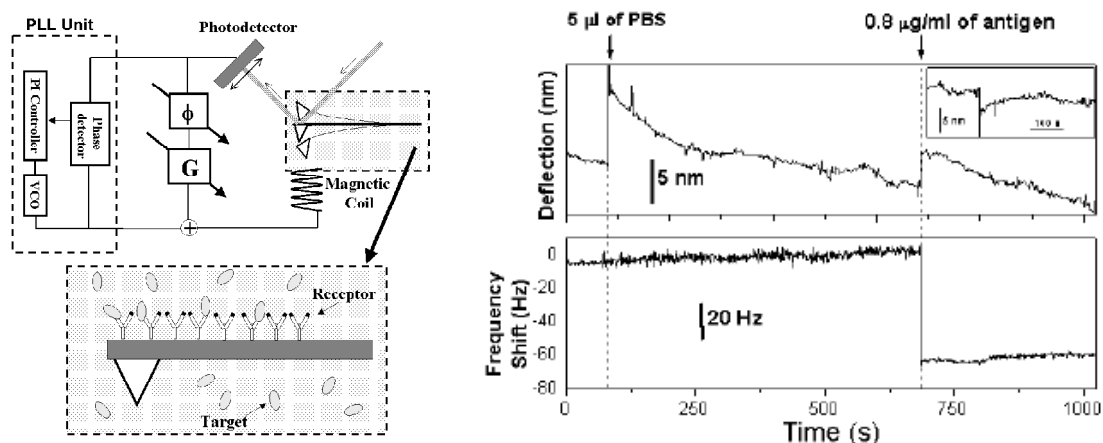 PLL Unit
Photodetector
PI Controller
Phase
detector
VCO
ϕ
G
+
Magnetic
Coil
Receptor
Target
5 µl of PBS
0.8 µg/ml of antigen
Deflection (nm)
5 nm
5 nm
100 s
Frequency
Shift (Hz)
0
-20
-40
-60
-80
20 Hz
0
250
500
750
1000
Time (s)